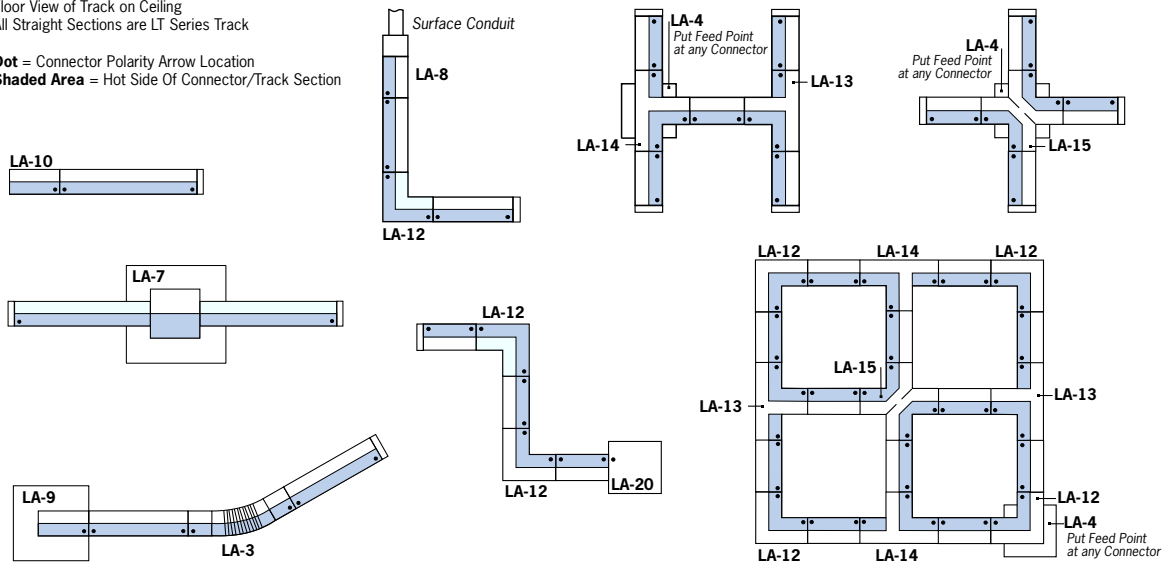 loor View of Track on Ceiling
ll Straight Sections are LT Series Track
Dot = Connector Polarity Arrow Location
Shaded Area = Hot Side Of Connector/Track Section
LA-10
Surface Conduit
LA-8
LA-12
LA-4
Put Feed Point
at any Connector
LA-13
LA-14
LA-4
Put Feed Point
at any Connector
LA-15
LA-7
LA-12
LA-12
LA-20
LA-9
LA-3
LA-12
LA-14
LA-12
LA-15
LA-13
LA-13
LA-12
LA-4
Put Feed Point
at any Connector
LA-12
LA-14